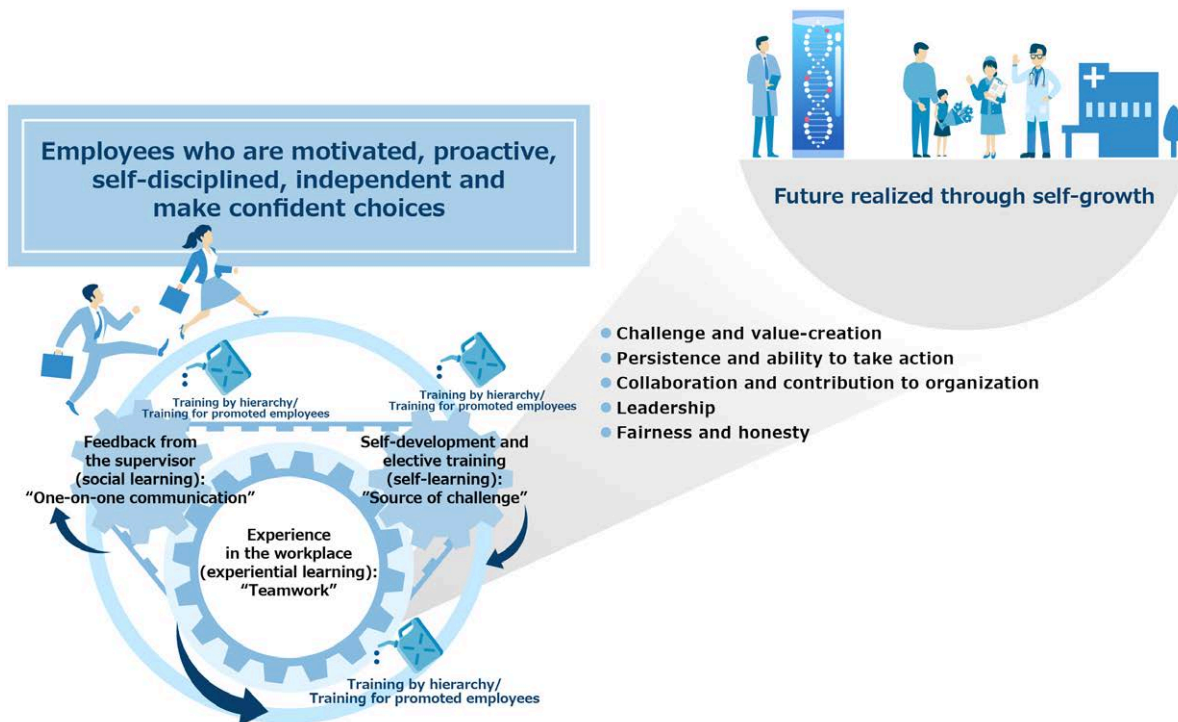 Employees who are motivated, proactive,
self-disciplined, independent and
make confident choices
Future realized through self-growth
Challenge and value-creation
Persistence and ability to take action
Collaboration and contribution to organization
Leadership
Fairness and honesty
Training by hierarchy/
Training for promoted employees
Training by hierarchy/
Training for promoted employees
Feedback from
the supervisor
(social learning):
“One-on-one communication”
Self-development and
elective training
(self-learning):
“Source of challenge”
Experience
in the workplace
(experiential learning):
“Teamwork”
Training by hierarchy/
Training for promoted employees